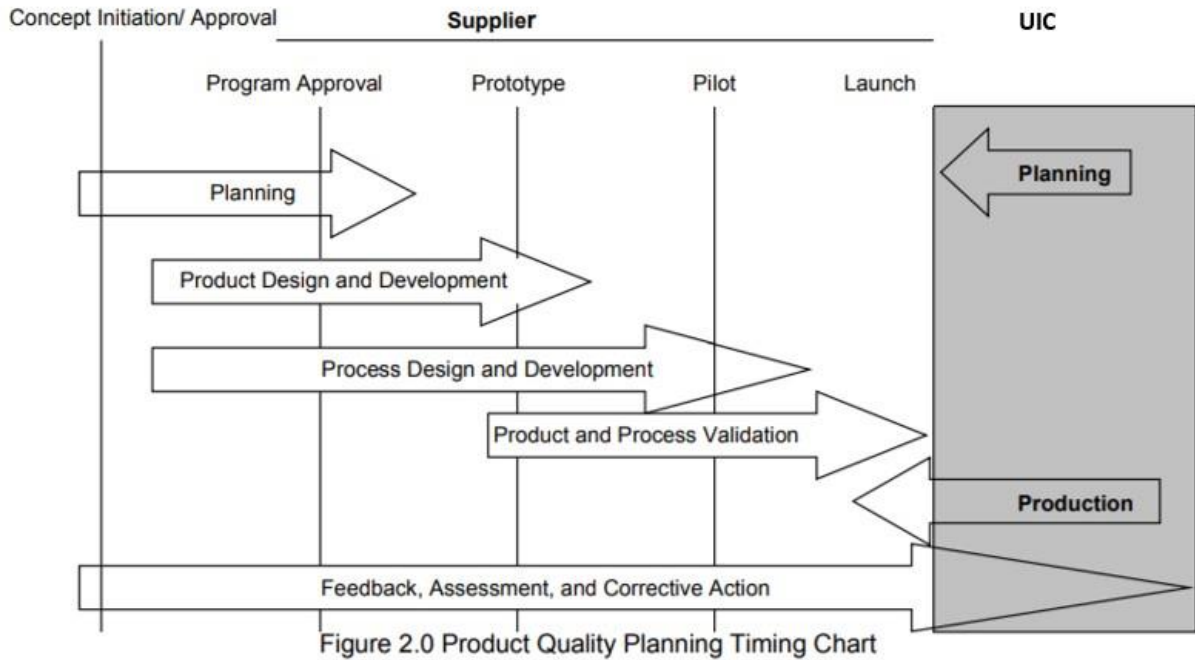 Concept Initiation/ Approval
Supplier
UIC
Program Approval
Prototype
Pilot
Launch
Planning
Planning
Product Design and Development
Process Design and Development
Product and Process Validation
Production
Feedback, Assessment, and Corrective Action
Figure 2.0 Product Quality Planning Timing Chart